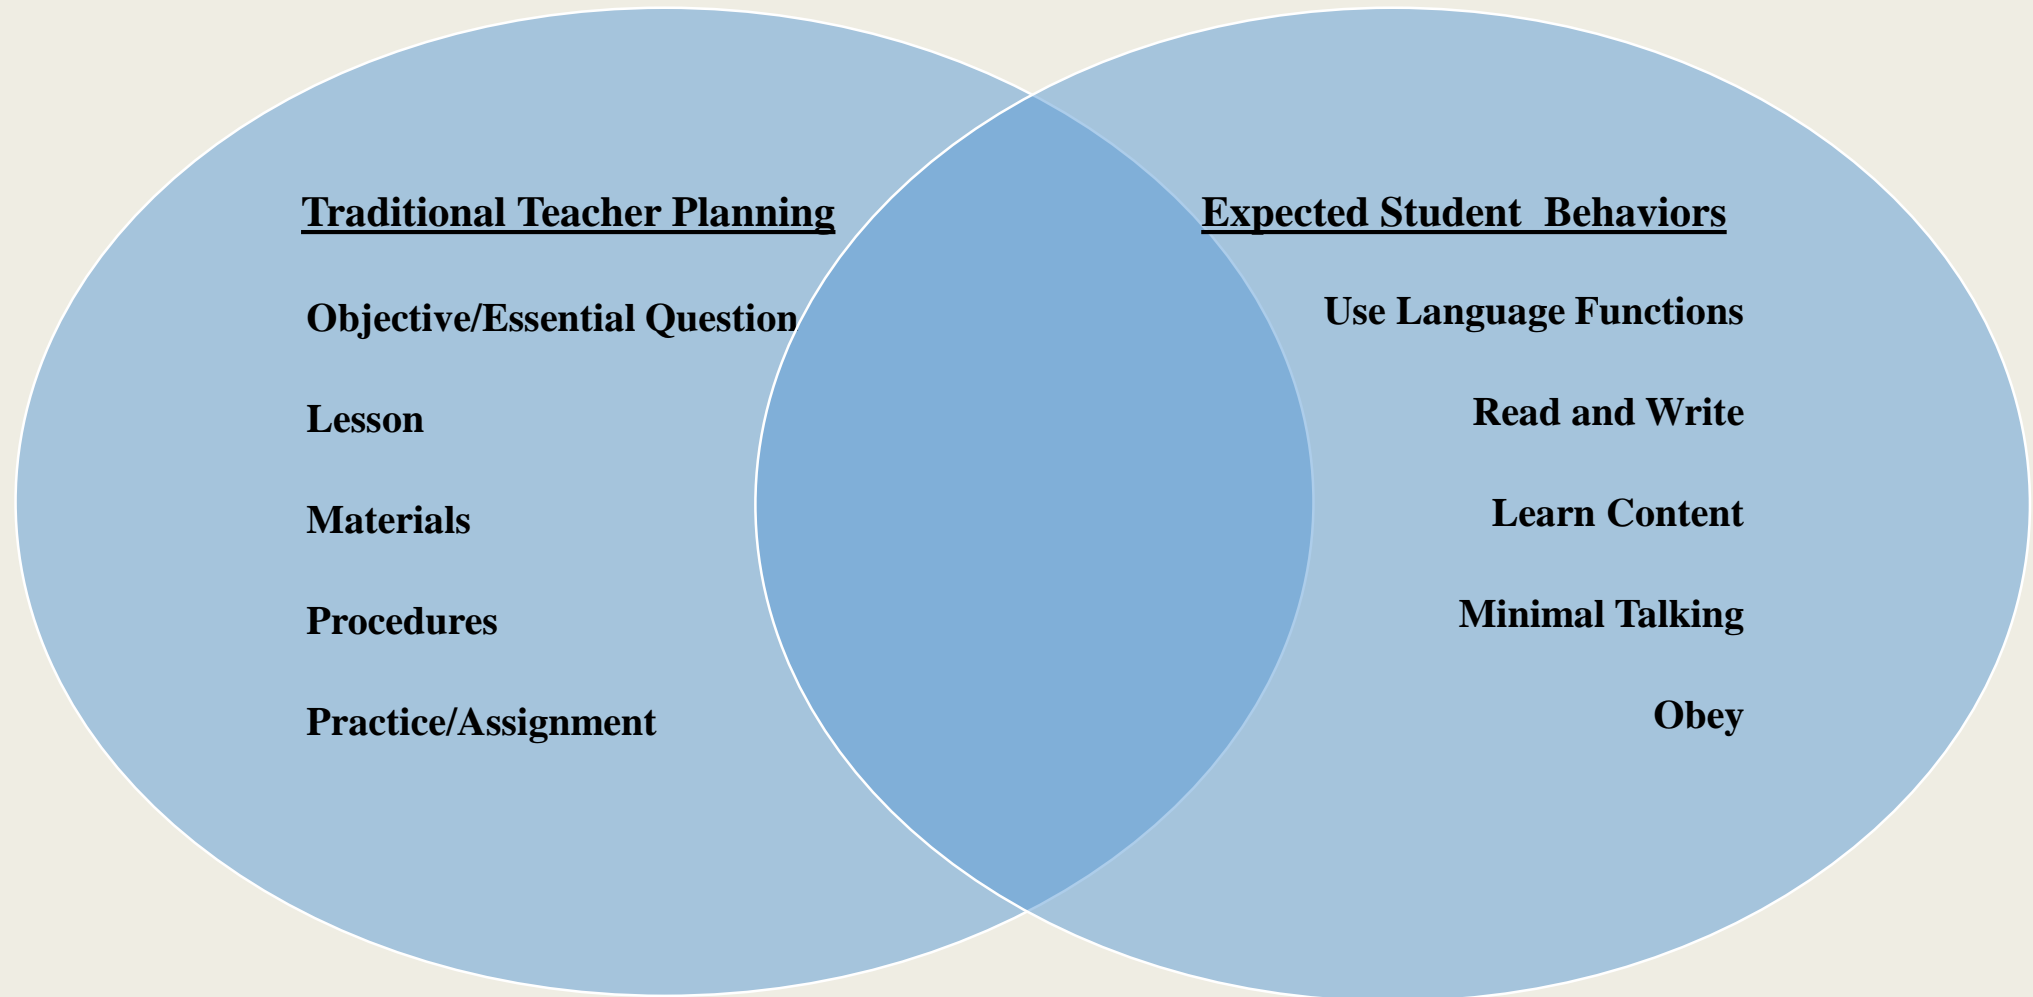 Traditional Teacher Planning
Objective/Essential Question
Lesson
Materials
Procedures
Practice/Assignment
Expected Student  Behaviors
Use Language Functions
Read and Write
Learn Content
Minimal Talking
Obey